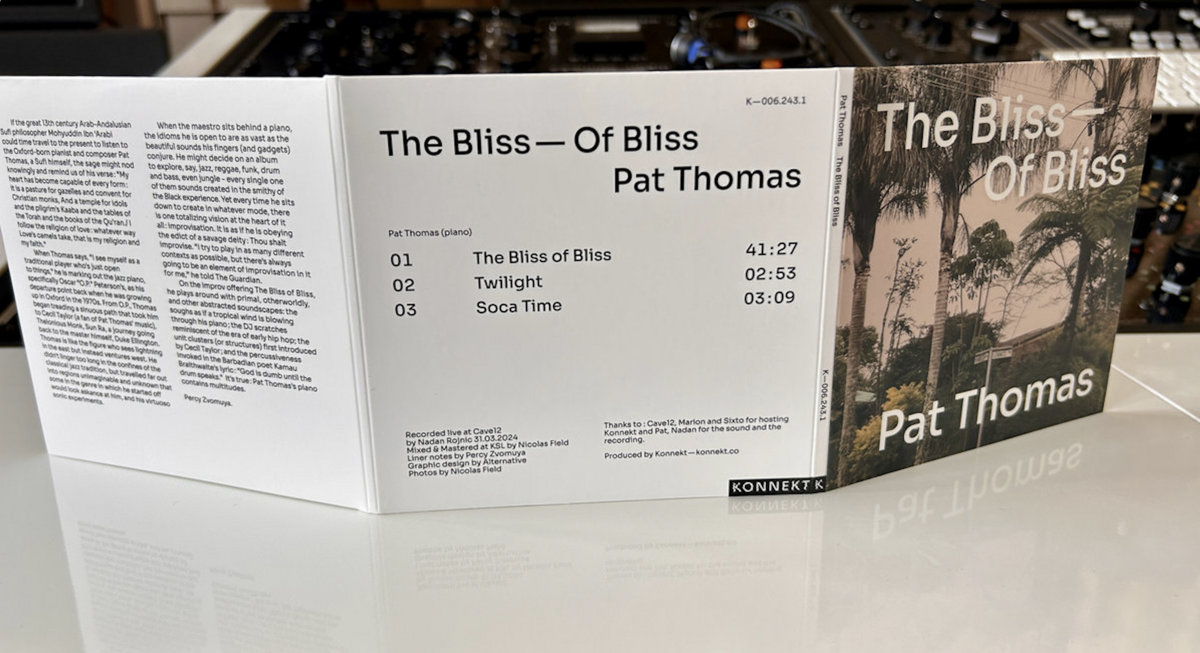 If the great 13th century Arab-Andalusian
Sufi philosopher Mohyuddin Ibn 'Arabi
could time travel to the present to listen to
the Oxford-born pianist and composer Pat
Thomas, a Sufi himself, the sage might nod
knowingly and remind us of his verse: "My
heart has become capable of every form:
it is a pasture for gazelles and convent for
Christian monks, And a temple for idols
and the pilgrim's Kaaba and the tables of
the Torah and the books of the Qu'ran./ I
follow the religion of love: whatever way
Love's camels take, that is my religion and
my faith."
When Thomas says, "I see myself as a
traditional player who's just open
to things," he is marking out the jazz piano,
specifically Oscar "O.P." Peterson's, as his
departure point back when he was growing
up in Oxford in the 1970s. From O.P., Thomas
began treading a sinuous path that took him
to Cecil Taylor (a fan of Pat Thomas' music),
Thelonious Monk, Sun Ra, a journey going
back to the master himself, Duke Ellington.
Thomas is like the figure who sees lightning
in the east but instead ventures west. He
didn't linger too long in the confines of the
classical jazz tradition, but travelled far out
into regions unimaginable and unknown that
some in the genre in which he started off
would look askance at him, and his virtuoso
sonic experiments.
When the maestro sits behind a piano,
the idioms he is open to are as vast as the
beautiful sounds his fingers (and gadgets)
conjure. He might decide on an album
to explore, say, jazz, reggae, funk, drum
and bass, even jungle – every single one
of them sounds created in the smithy of
the Black experience. Yet every time he sits
down to create in whatever mode, there
is one totalizing vision at the heart of it
all: improvisation. It is as if he is obeying
the edict of a savage deity: Thou shalt
improvise. "I try to play in as many different
contexts as possible, but there's always
going to be an element of improvisation in it
for me," he told The Guardian.
On the improv offering The Bliss of Bliss,
he plays around with primal, otherworldly,
and other abstracted soundscapes: the
soughs as if a tropical wind is blowing
through his piano; the DJ scratches
reminiscent of the era of early hip hop; the
unit clusters (or structures) first introduced
by Cecil Taylor; and the percussiveness
invoked in the Barbadian poet Kamau
Braithwaite's lyric: "God is dumb until the
drum speaks." It's true: Pat Thomas's piano
contains multitudes.
Percy Zvomuya.
K—006.243.1
The Bliss — Of Bliss
Pat Thomas
Pat Thomas (piano)
01 The Bliss of Bliss 41:27
02 Twilight 02:53
03 Soca Time 03:09
Recorded live at Cave12
by Nadan Rojnic 31.03.2024
Mixed & Mastered at KSL by Nicolas Field
Liner notes by Percy Zvomuya
Graphic design by Alternative
Photos by Nicolas Field
Thanks to : Cave12, Marion and Sixto for hosting
Konnekt and Pat, Nadan for the sound and the
recording.
Produced by Konnekt — konnekt.co
KONNEKT K
Pat Thomas The Bliss of Bliss
K—006.243.1
The Bliss —
Of Bliss
Pat Thomas